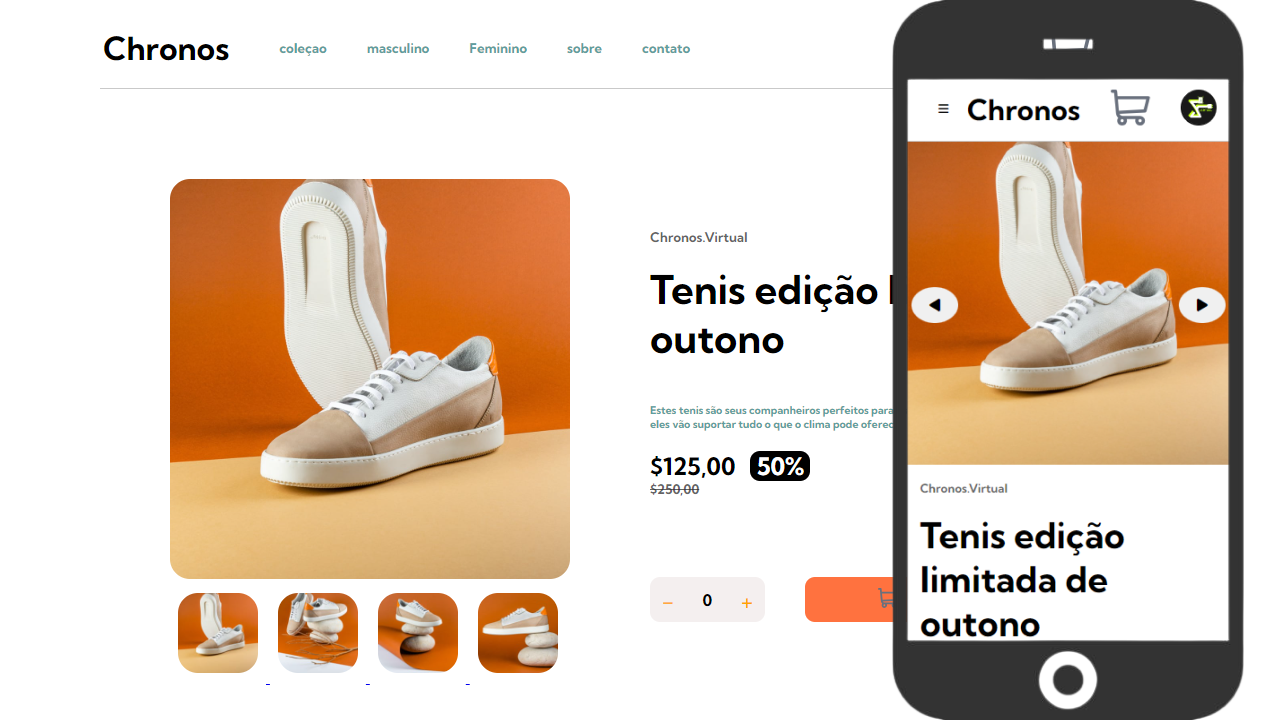 Chronos
coleçao masculino Feminino sobre contato
Chronos.Virtual
Tenis edição
outono
Estes tenis são seus companheiros perfeitos para
eles vão suportar tudo o que o clima pode
$125,00 50%
$250,00
− 0 +
≡ Chronos
Chronos.Virtual
Tenis edição
limitada de
outono